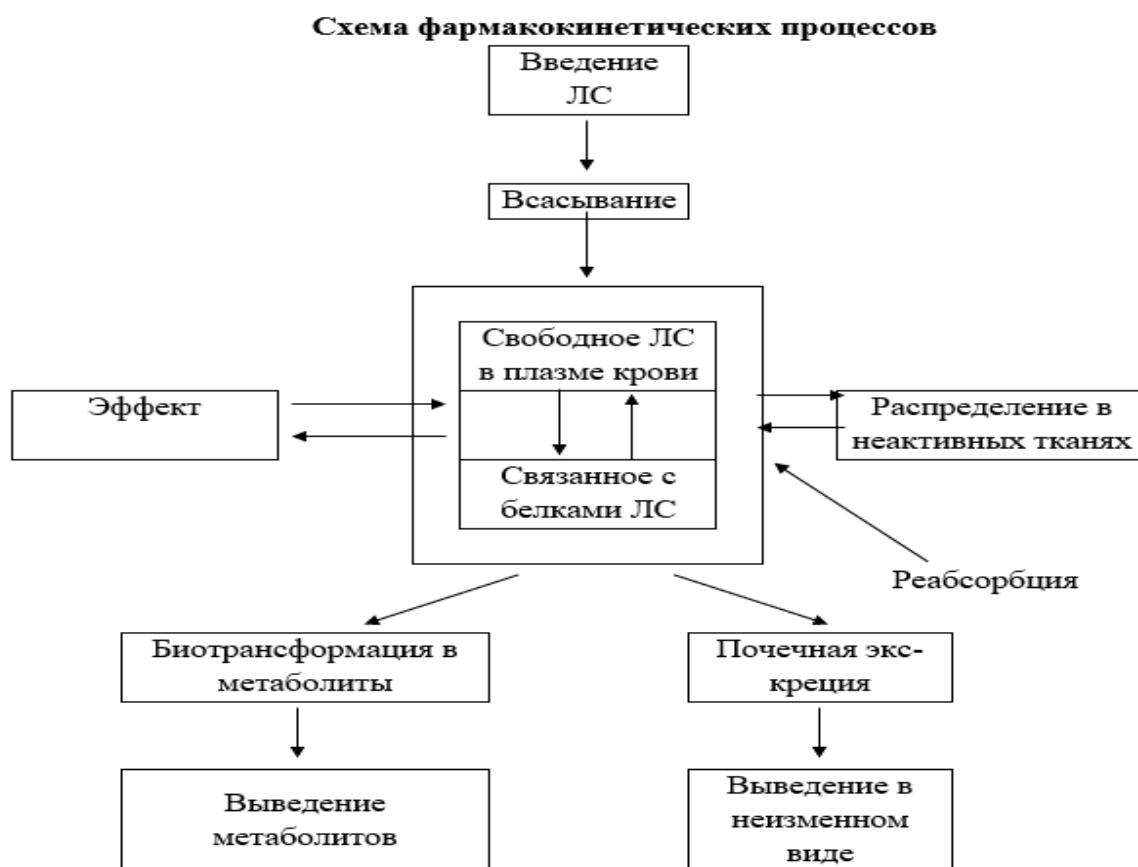 Схема фармакокинетических процессов
Введение
ЛС
Всасывание
Свободное ЛС
в плазме крови
Эффект
Распределение в
неактивных тканях
Связанное с
белками ЛС
Реабсорбция
Биотрансформация в
метаболиты
Почечная экс-
креция
Выведение
метаболитов
Выведение в
неизменном
виде